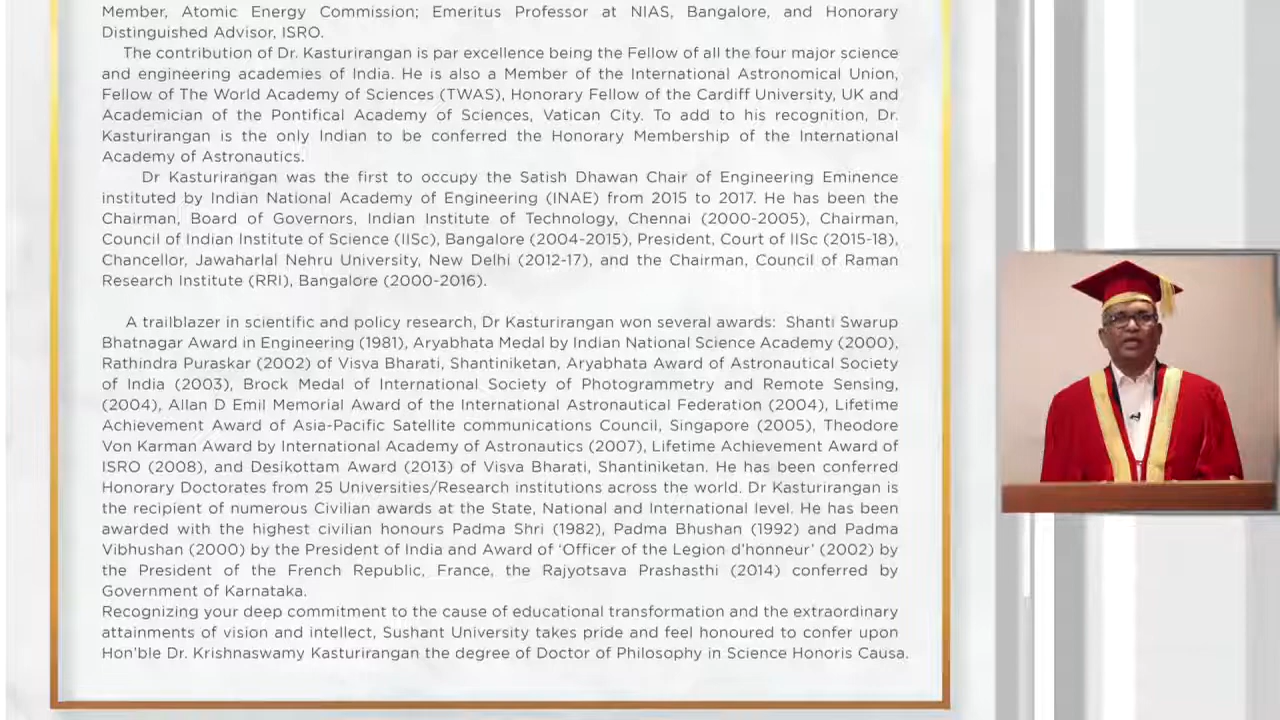 Member, Atomic Energy Commission; Emeritus Professor at NIAS, Bangalore, and Honorary
Distinguished Advisor, ISRO.
The contribution of Dr. Kasturirangan is par excellence being the Fellow of all the four major science
and engineering academies of India. He is also a Member of the International Astronomical Union,
Fellow of The World Academy of Sciences (TWAS), Honorary Fellow of the Cardiff University, UK and
Academician of the Pontifical Academy of Sciences, Vatican City. To add to his recognition, Dr.
Kasturirangan is the only Indian to be conferred the Honorary Membership of the International
Academy of Astronautics.
Dr Kasturirangan was the first to occupy the Satish Dhawan Chair of Engineering Eminence
instituted by Indian National Academy of Engineering (INAE) from 2015 to 2017. He has been the
Chairman, Board of Governors, Indian Institute of Technology, Chennai (2000-2005), Chairman,
Council of Indian Institute of Science (IISc), Bangalore (2004-2015), President, Court of IISc (2015-18),
Chancellor, Jawaharlal Nehru University, New Delhi (2012-17), and the Chairman, Council of Raman
Research Institute (RRI), Bangalore (2000-2016).
A trailblazer in scientific and policy research, Dr Kasturirangan won several awards: Shanti Swarup
Bhatnagar Award in Engineering (1981), Aryabhata Medal by Indian National Science Academy (2000),
Rathindra Puraskar (2002) of Visva Bharati, Shantiniketan, Aryabhata Award of Astronautical Society
of India (2003), Brock Medal of International Society of Photogrammetry and Remote Sensing,
(2004), Allan D Emil Memorial Award of the International Astronautical Federation (2004), Lifetime
Achievement Award of Asia-Pacific Satellite communications Council, Singapore (2005), Theodore
Von Karman Award by International Academy of Astronautics (2007), Lifetime Achievement Award of
ISRO (2008), and Desikottam Award (2013) of Visva Bharati, Shantiniketan. He has been conferred
Honorary Doctorates from 25 Universities/Research institutions across the world. Dr Kasturirangan is
the recipient of numerous Civilian awards at the State, National and International level. He has been
awarded with the highest civilian honours Padma Shri (1982), Padma Bhushan (1992) and Padma
Vibhushan (2000) by the President of India and Award of ‘Officer of the Legion d’honneur’ (2002) by
the President of the French Republic, France, the Rajyotsava Prashasthi (2014) conferred by
Government of Karnataka.
Recognizing your deep commitment to the cause of educational transformation and the extraordinary
attainments of vision and intellect, Sushant University takes pride and feel honoured to confer upon
Hon’ble Dr. Krishnaswamy Kasturirangan the degree of Doctor of Philosophy in Science Honoris Causa.